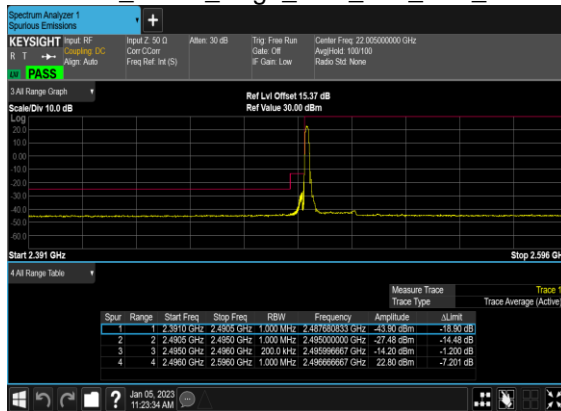 Spectrum Analyzer 1
Spurious Emissions
KEYSIGHT Input: RF Input Z: 50 Ω Atten: 30 dB Trig: Free Run Center Freq: 22.005000000 GHz
R T Coupling: DC Corr CCorr Gate: Off Avg|Hold: 100/100
Align: Auto Freq Ref: Int (S) IF Gain: Low Radio Std: None
PASS
3 All Range Graph
Ref Lvl Offset 15.37 dB
Scale/Div 10.0 dB Ref Value 30.00 dBm
Log
20.0
10.0
0.00
-10.0
-20.0
-30.0
-40.0
-50.0
-60.0
Start 2.391 GHz Stop 2.596 GH
4 All Range Table
Measure Trace Trace 1
Trace Type Trace Average (Active)
Spur Range Start Freq Stop Freq RBW Frequency Amplitude ΔLimit
1 1 2.3910 GHz 2.4905 GHz 1.000 MHz 2.487680833 GHz -43.90 dBm -18.90 dB
2 2 2.4905 GHz 2.4950 GHz 1.000 MHz 2.495000000 GHz -27.48 dBm -14.48 dB
3 3 2.4950 GHz 2.4960 GHz 200.0 kHz 2.495996667 GHz -14.20 dBm -1.200 dB
4 4 2.4960 GHz 2.5960 GHz 1.000 MHz 2.496666667 GHz 22.80 dBm -7.201 dB
Jan 05, 2023
11:23:34 AM